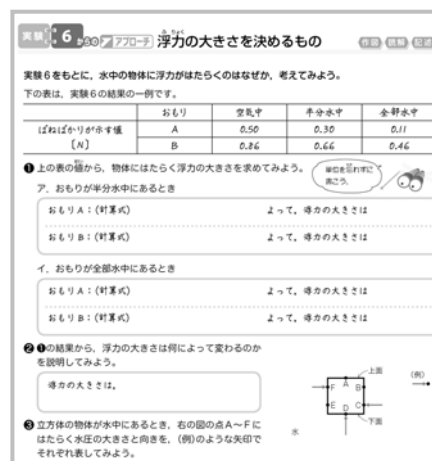 実験 6 からの アプローチ 浮力の大きさを決めるもの 作図 読解 記述
実験6をもとに，水中の物体に浮力がはたらくのはなぜか，考えてみよう。
下の表は，実験6の結果の一例です。
おもり 空気中 半分水中 全部水中
ばねばかりが示す値〔N〕 A 0.50 0.30 0.11
B 0.86 0.66 0.46
❶上の表の値から，物体にはたらく浮力の大きさを求めてみよう。
単位を忘れずに書こう。
ア．おもりが半分水中にあるとき
おもりA：(計算式) よって，浮力の大きさは
おもりB：(計算式) よって，浮力の大きさは
イ．おもりが全部水中にあるとき
おもりA：(計算式) よって，浮力の大きさは
おもりB：(計算式) よって，浮力の大きさは
❷❶の結果から，浮力の大きさは何によって変わるのか
を説明してみよう。
浮力の大きさは，
❸立方体の物体が水中にあるとき，右の図の点A～Fに
はたらく水圧の大きさと向きを，(例)のような矢印で
それぞれ表してみよう。
上面
(例)
A
F B
E C
D
下面
水